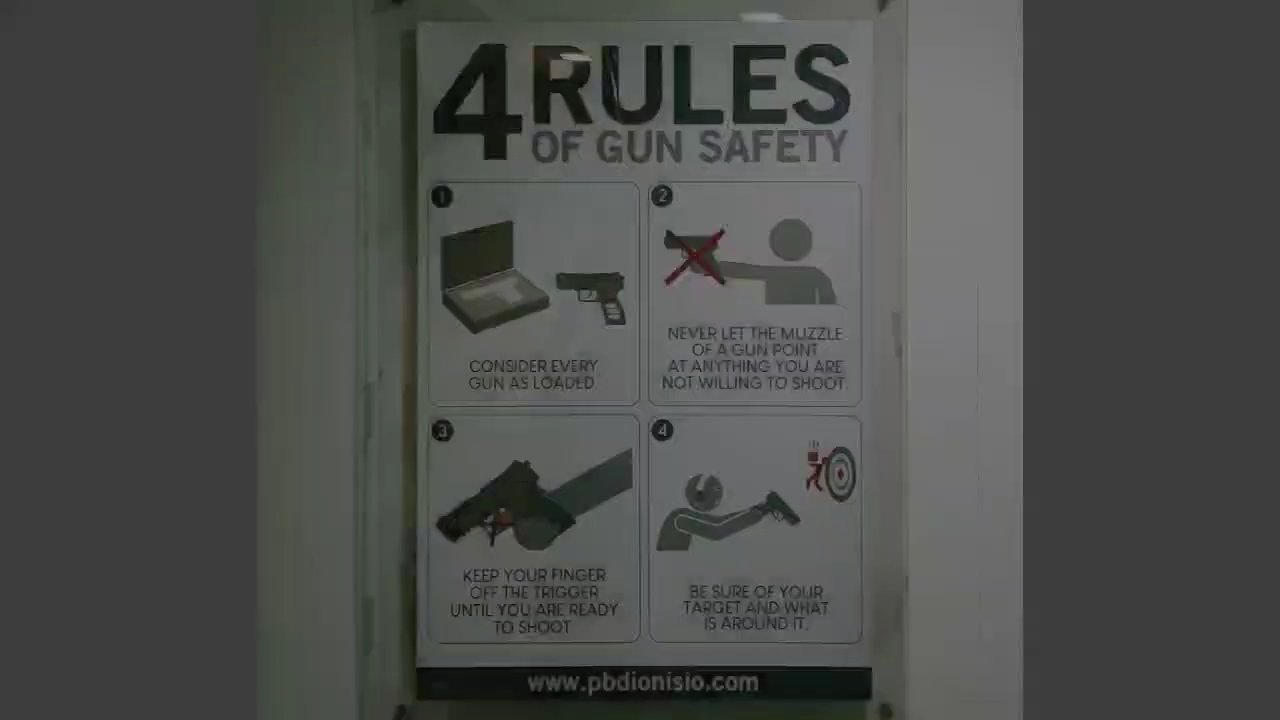 4 RULES
OF GUN SAFETY
1
CONSIDER EVERY
GUN AS LOADED
2
NEVER LET THE MUZZLE
OF A GUN POINT
AT ANYTHING YOU ARE
NOT WILLING TO SHOOT.
3
KEEP YOUR FINGER
OFF THE TRIGGER
UNTIL YOU ARE READY
TO SHOOT
4
BE SURE OF YOUR
TARGET AND WHAT
IS AROUND IT.
www.pbdionisio.com